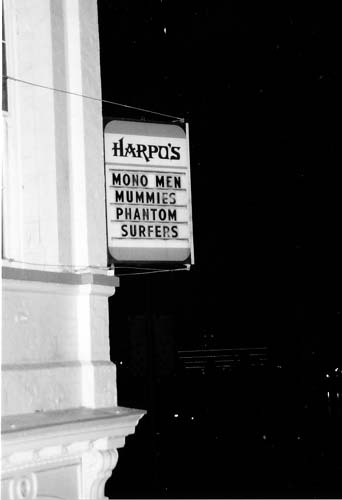 HARPO'S
MONO MEN
MUMMIES
PHANTOM
SURFERS